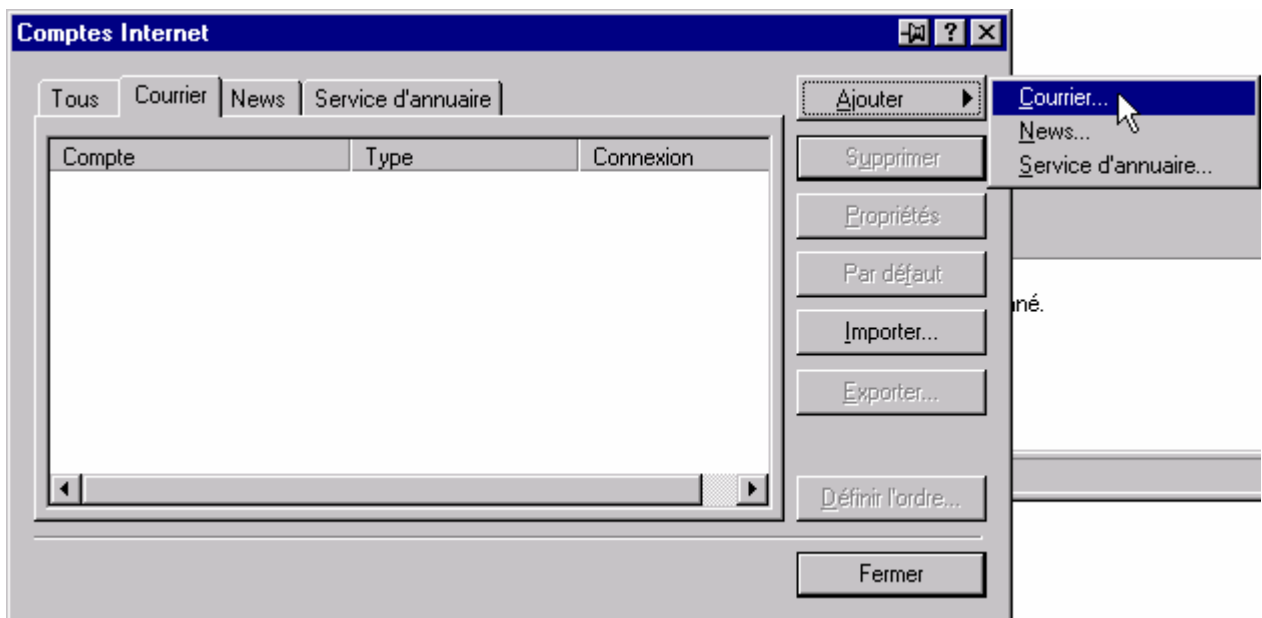 Comptes Internet
Tous Courrier News Service d'annuaire
Compte Type Connexion
Ajouter
Supprimer
Propriétés
Par défaut
Importer...
Exporter...
Définir l'ordre...
Fermer
Courrier...
News...
Service d'annuaire...
né.